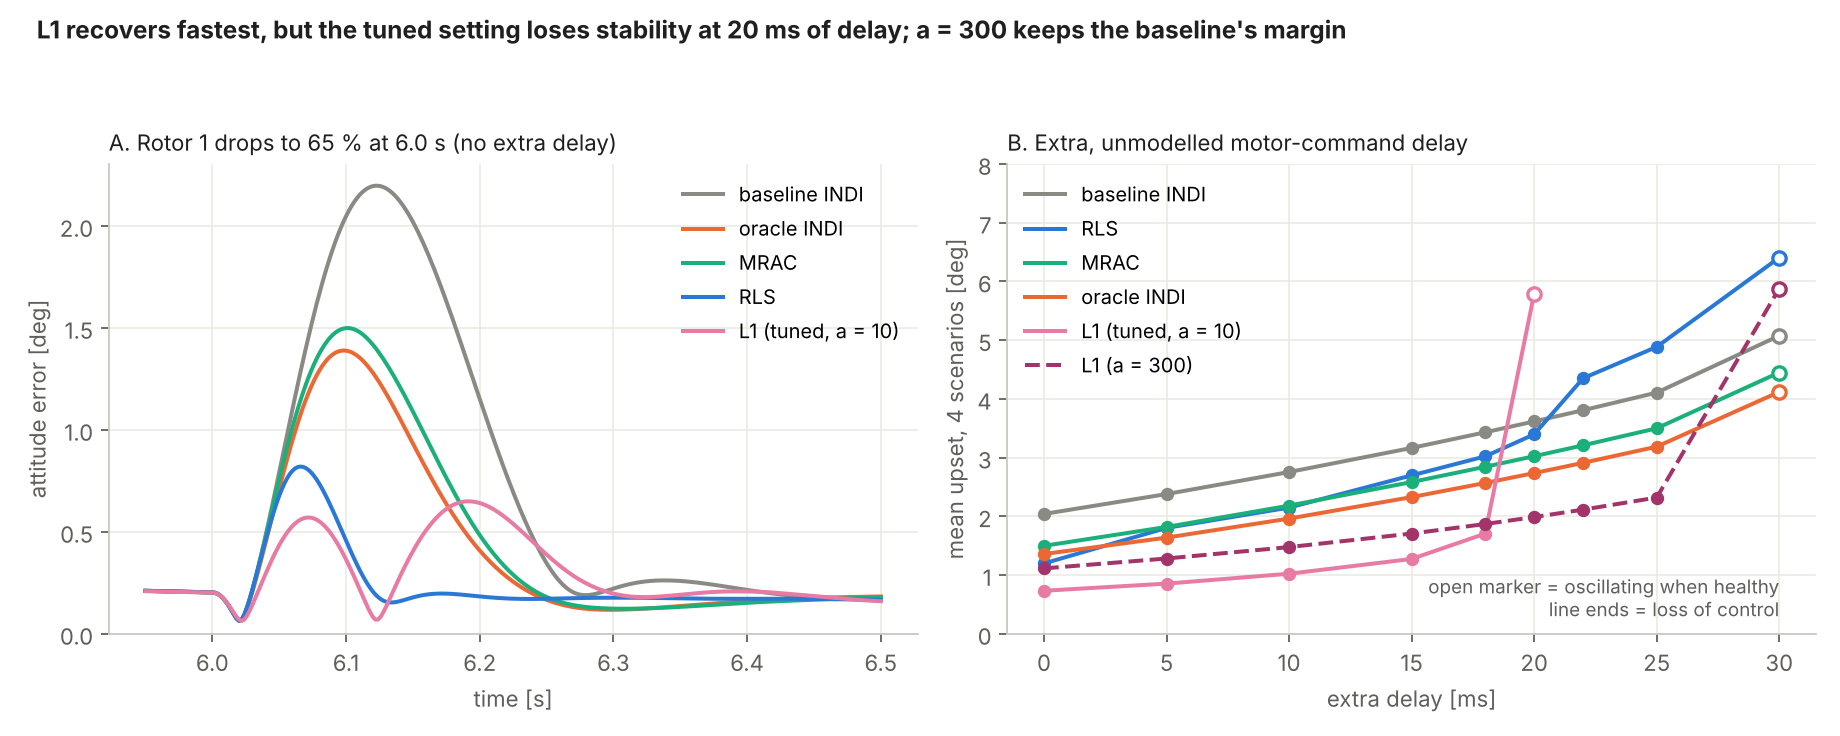 L1 recovers fastest, but the tuned setting loses stability at 20 ms of delay; a = 300 keeps the baseline's margin
A. Rotor 1 drops to 65 % at 6.0 s (no extra delay)
baseline INDI
oracle INDI
MRAC
RLS
L1 (tuned, a = 10)
attitude error [deg]
2.0
1.5
1.0
0.5
0.0
6.0
6.1
6.2
6.3
6.4
6.5
time [s]
B. Extra, unmodelled motor-command delay
baseline INDI
RLS
MRAC
oracle INDI
L1 (tuned, a = 10)
L1 (a = 300)
mean upset, 4 scenarios [deg]
8
7
6
5
4
3
2
1
0
open marker = oscillating when healthy
line ends = loss of control
0
5
10
15
20
25
30
extra delay [ms]